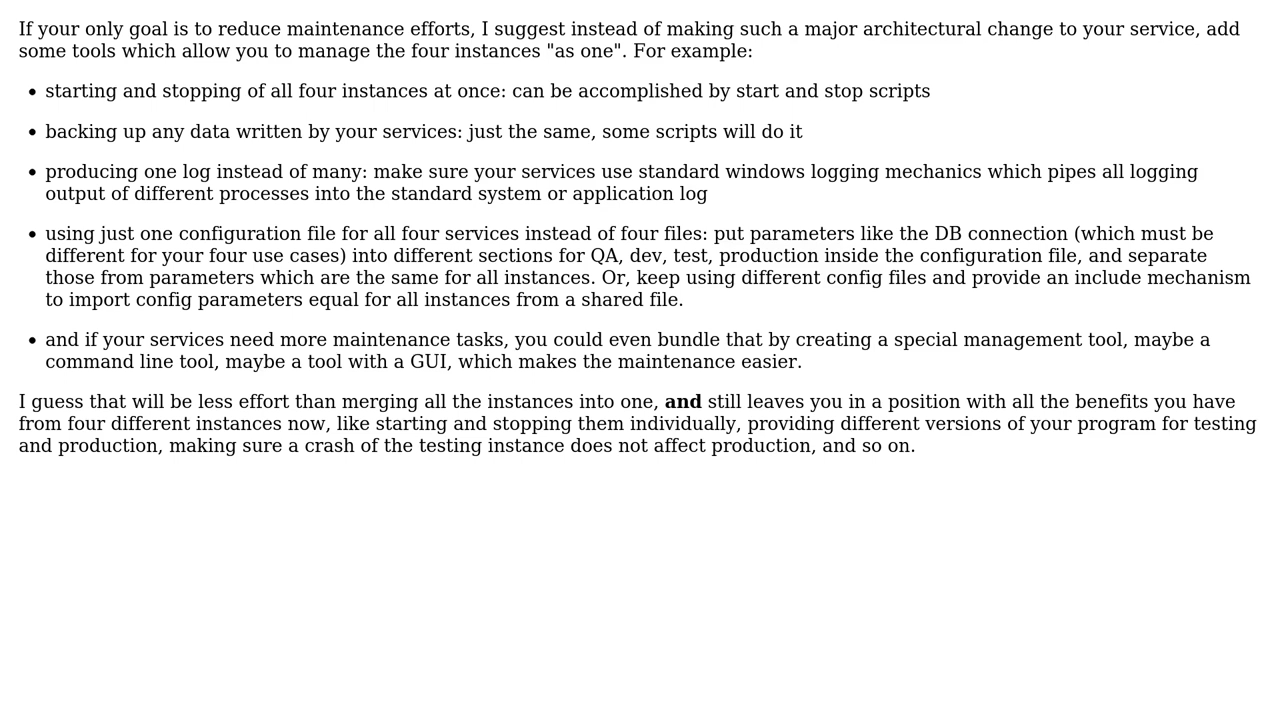 If your only goal is to reduce maintenance efforts, I suggest instead of making such a major architectural change to your service, add
some tools which allow you to manage the four instances "as one". For example:
• starting and stopping of all four instances at once: can be accomplished by start and stop scripts
• backing up any data written by your services: just the same, some scripts will do it
• producing one log instead of many: make sure your services use standard windows logging mechanics which pipes all logging
output of different processes into the standard system or application log
• using just one configuration file for all four services instead of four files: put parameters like the DB connection (which must be
different for your four use cases) into different sections for QA, dev, test, production inside the configuration file, and separate
those from parameters which are the same for all instances. Or, keep using different config files and provide an include mechanism
to import config parameters equal for all instances from a shared file.
• and if your services need more maintenance tasks, you could even bundle that by creating a special management tool, maybe a
command line tool, maybe a tool with a GUI, which makes the maintenance easier.
I guess that will be less effort than merging all the instances into one, and still leaves you in a position with all the benefits you have
from four different instances now, like starting and stopping them individually, providing different versions of your program for testing
and production, making sure a crash of the testing instance does not affect production, and so on.